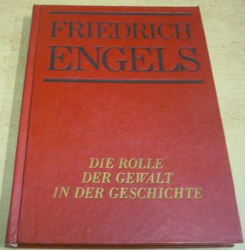 FRIEDRICH
ENGELS
DIE ROLLE
DER GEWALT
IN DER GESCHICHTE